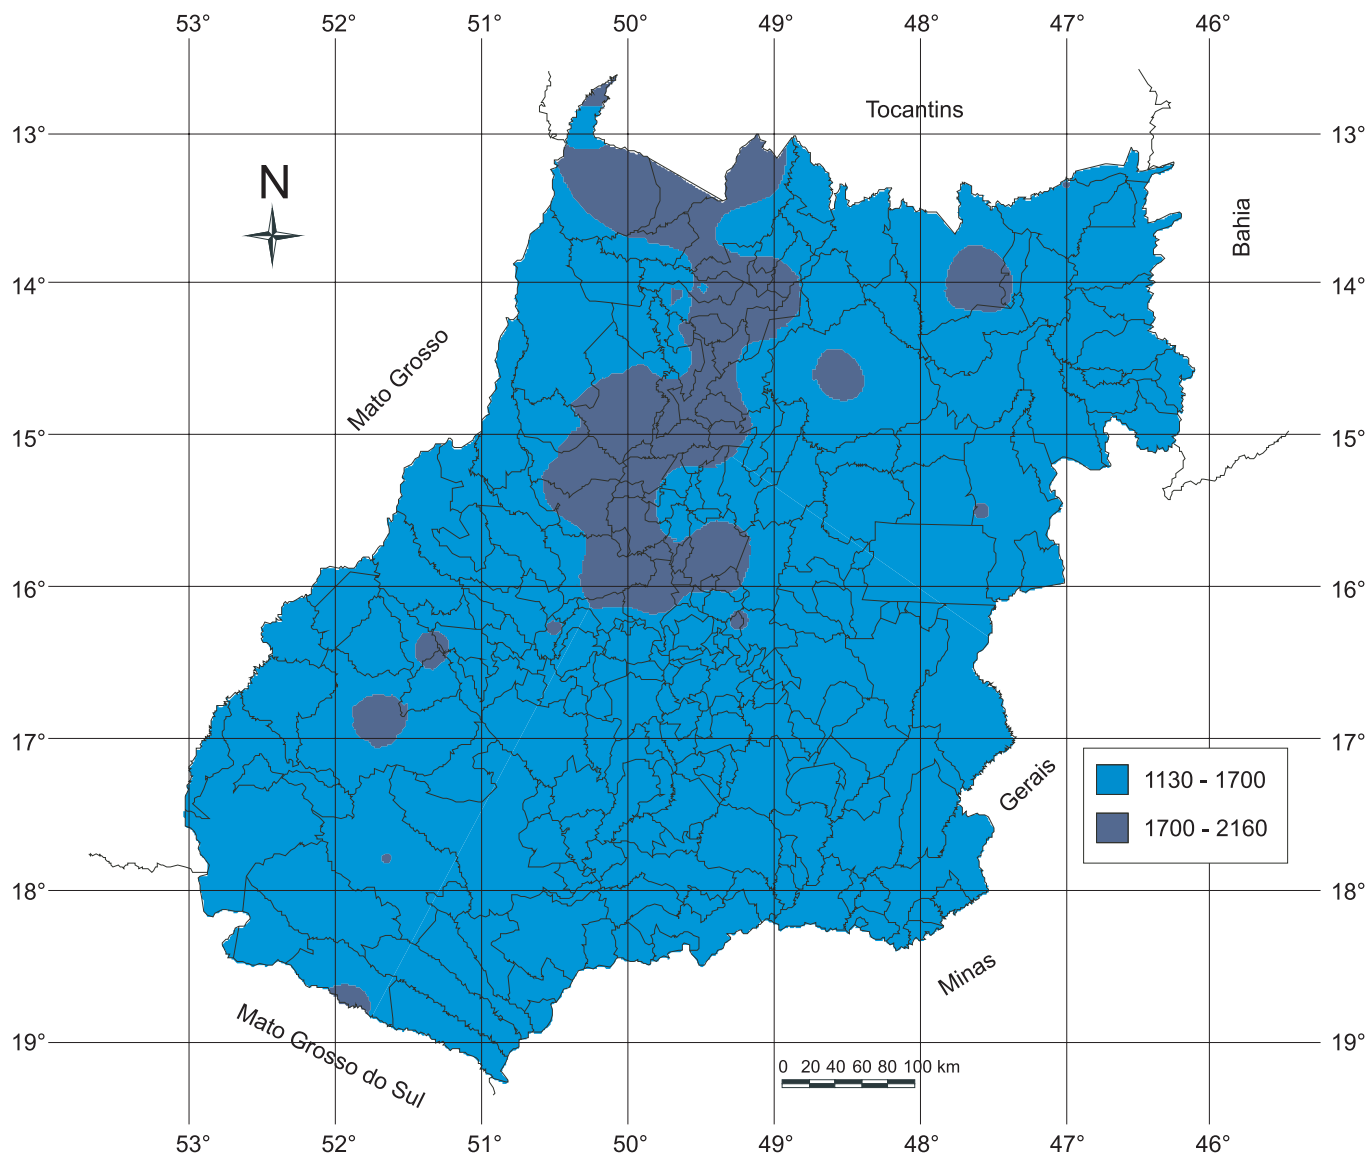 53° 52° 51° 50° 49° 48° 47° 46°
Tocantins
13° 13°
N
Bahia
14° 14°
Mato Grosso
15° 15°
16° 16°
17° 17°
1130 - 1700
Gerais
1700 - 2160
18° 18°
Minas
Mato Grosso do Sul
19° 19°
0 20 40 60 80 100 km
53° 52° 51° 50° 49° 48° 47° 46°